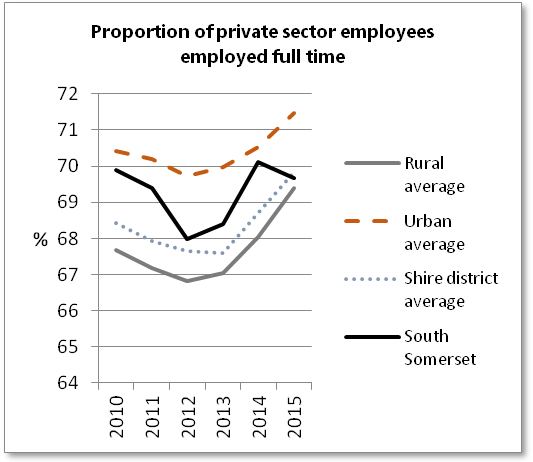 Proportion of private sector employees
employed full time
72
71
70
69
68
67
66
65
64
%
2010
2011
2012
2013
2014
2015
Rural
average
Urban
average
Shire district
average
South
Somerset